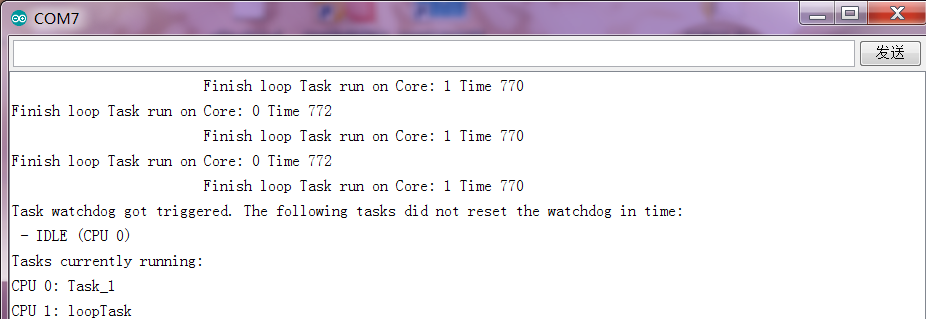 COM7
发送
Finish loop Task run on Core: 1 Time 770
Finish loop Task run on Core: 0 Time 772
Finish loop Task run on Core: 1 Time 770
Finish loop Task run on Core: 0 Time 772
Finish loop Task run on Core: 1 Time 770
Task watchdog got triggered. The following tasks did not reset the watchdog in time:
- IDLE (CPU 0)
Tasks currently running:
CPU 0: Task_1
CPU 1: loopTask